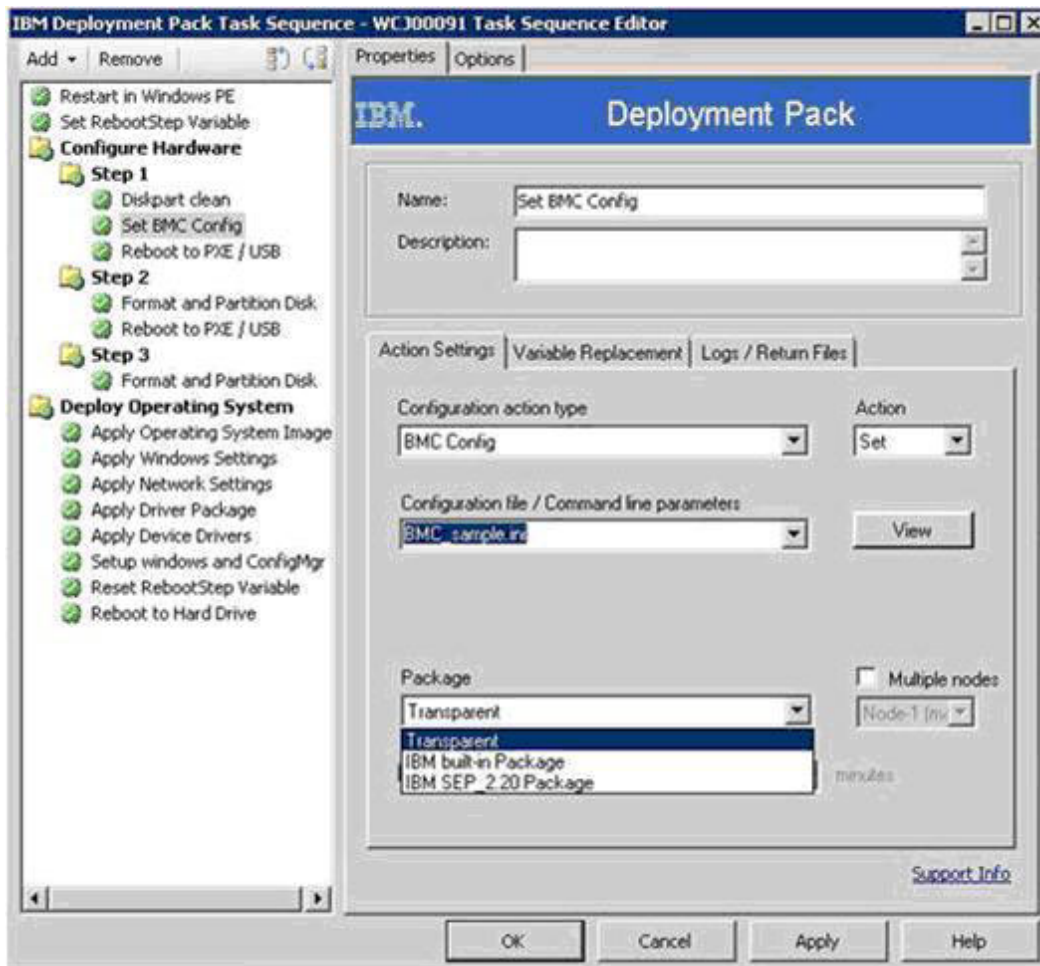 IBM Deployment Pack Task Sequence - WCJ00091 Task Sequence Editor
Add
Remove
Restart in Windows PE
Set RebootStep Variable
Configure Hardware
Step 1
Diskpart clean
Set BMC Config
Reboot to PXE / USB
Step 2
Format and Partition Disk
Reboot to PXE / USB
Step 3
Format and Partition Disk
Deploy Operating System
Apply Operating System Image
Apply Windows Settings
Apply Network Settings
Apply Driver Package
Apply Device Drivers
Setup windows and ConfigMgr
Reset RebootStep Variable
Reboot to Hard Drive
Properties
Options
IBM. Deployment Pack
Name: Set BMC Config
Description:
Action Settings
Variable Replacement
Logs / Return Files
Configuration action type
Action
BMC Config
Set
Configuration file / Command line parameters
BMC_sample.ini
View
Package
Multiple nodes
Transparent
Node-1
Transparent
IBM built-in Package
IBM SEP_2.20 Package
minutes
Support Info
OK
Cancel
Apply
Help